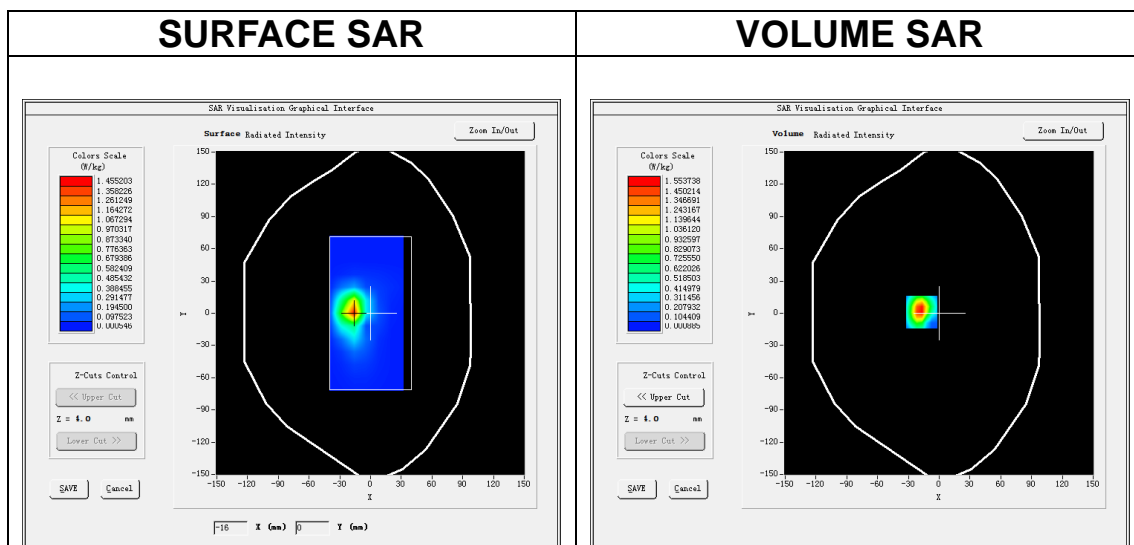 SURFACE SAR
VOLUME SAR
SAR Visualisation Graphical Interface
Surface Radiated Intensity
Zoom In/Out
Colors Scale
(W/kg)
1.455203
1.358226
1.261249
1.164272
1.067294
0.970317
0.873340
0.776363
0.679386
0.582409
0.485432
0.388455
0.291477
0.194500
0.097523
0.000546
Z-Cuts Control
<< Upper Cut
Z = 4.0 mm
Lower Cut >>
SAVE Cancel
150
120
90
60
30
0
-30
-60
-90
-120
-150
Y
-150 -120 -90 -60 -30 0 30 60 90 120 150
X
-16 X (mm) 0 Y (mm)
SAR Visualisation Graphical Interface
Volume Radiated Intensity
Zoom In/Out
Colors Scale
(W/kg)
1.553738
1.450214
1.346691
1.243167
1.139644
1.036120
0.932597
0.829073
0.725550
0.622026
0.518503
0.414979
0.311456
0.207932
0.104409
0.000885
Z-Cuts Control
<< Upper Cut
Z = 4.0 mm
Lower Cut >>
SAVE Cancel
150
120
90
60
30
0
-30
-60
-90
-120
-150
Y
-150 -120 -90 -60 -30 0 30 60 90 120 150
X